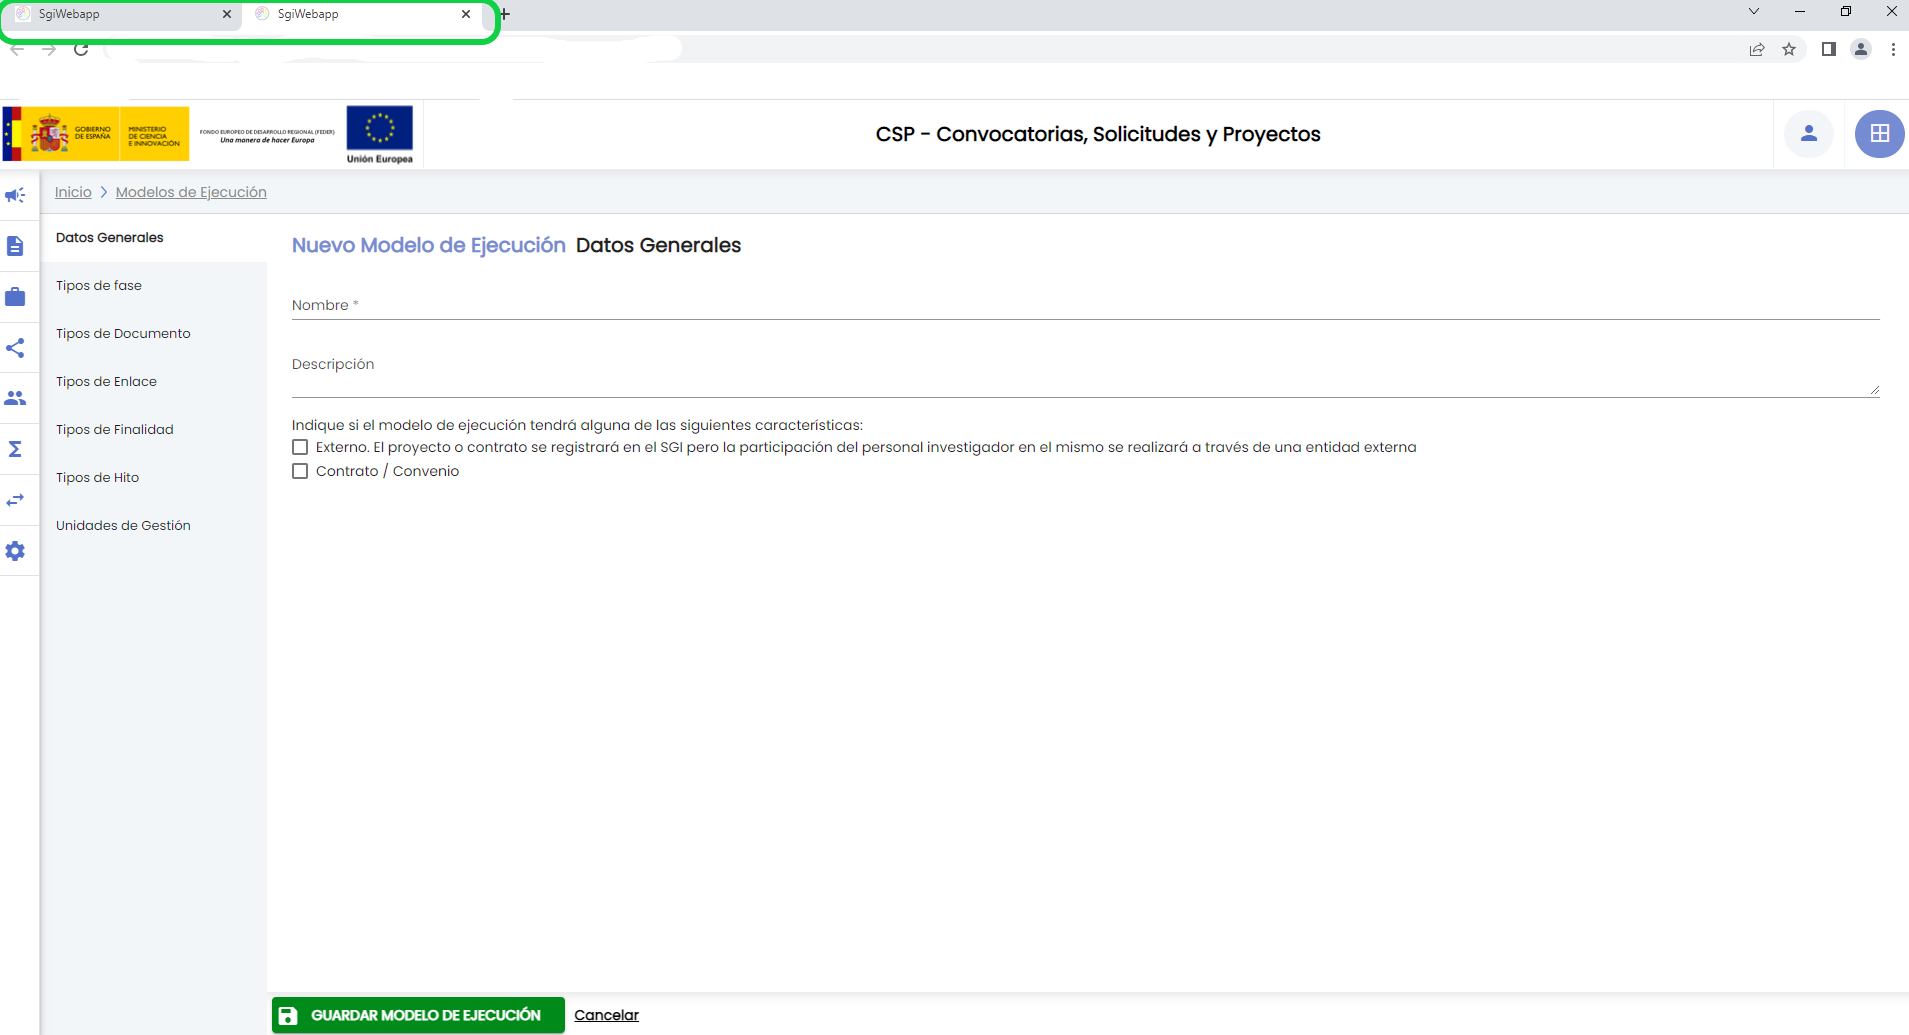 SgiWebapp
SgiWebapp
GOBIERNO
DE ESPAÑA
MINISTERIO
DE CIENCIA
E INNOVACIÓN
FONDO EUROPEO DE DESARROLLO REGIONAL (FEDER)
Una manera de hacer Europa
Unión Europea
CSP - Convocatorias, Solicitudes y Proyectos
Inicio > Modelos de Ejecución
Datos Generales
Tipos de fase
Tipos de Documento
Tipos de Enlace
Tipos de Finalidad
Tipos de Hito
Unidades de Gestión
Nuevo Modelo de Ejecución Datos Generales
Nombre *
Descripción
Indique si el modelo de ejecución tendrá alguna de las siguientes características:
Externo. El proyecto o contrato se registrará en el SGI pero la participación del personal investigador en el mismo se realizará a través de una entidad externa
Contrato / Convenio
GUARDAR MODELO DE EJECUCIÓN
Cancelar